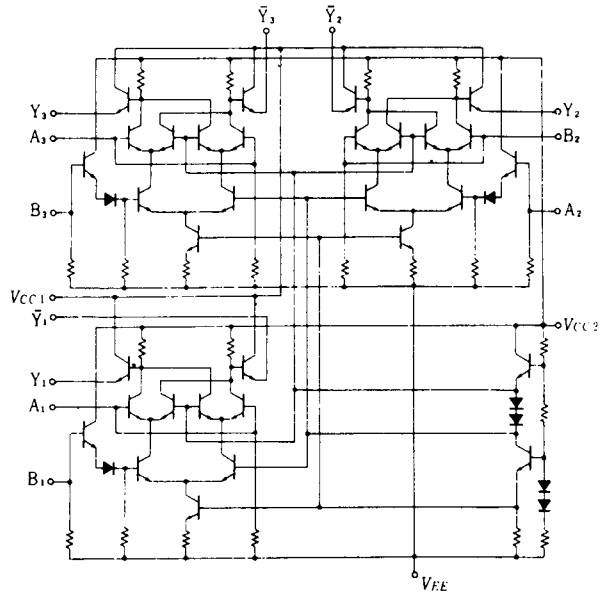 Ȳ3 Ȳ2
Y3 Y2
A3 B2
B3 A2
VCC1
Ȳ1 VCC2
Y1
A1
B1
VEE